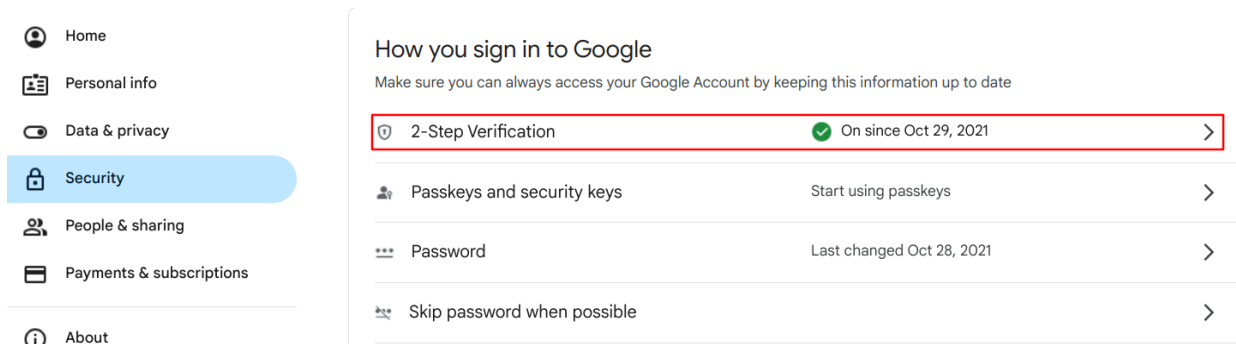 Home
Personal info
Data & privacy
Security
People & sharing
Payments & subscriptions
About
How you sign in to Google
Make sure you can always access your Google Account by keeping this information up to date
2-Step Verification On since Oct 29, 2021
Passkeys and security keys Start using passkeys
Password Last changed Oct 28, 2021
Skip password when possible